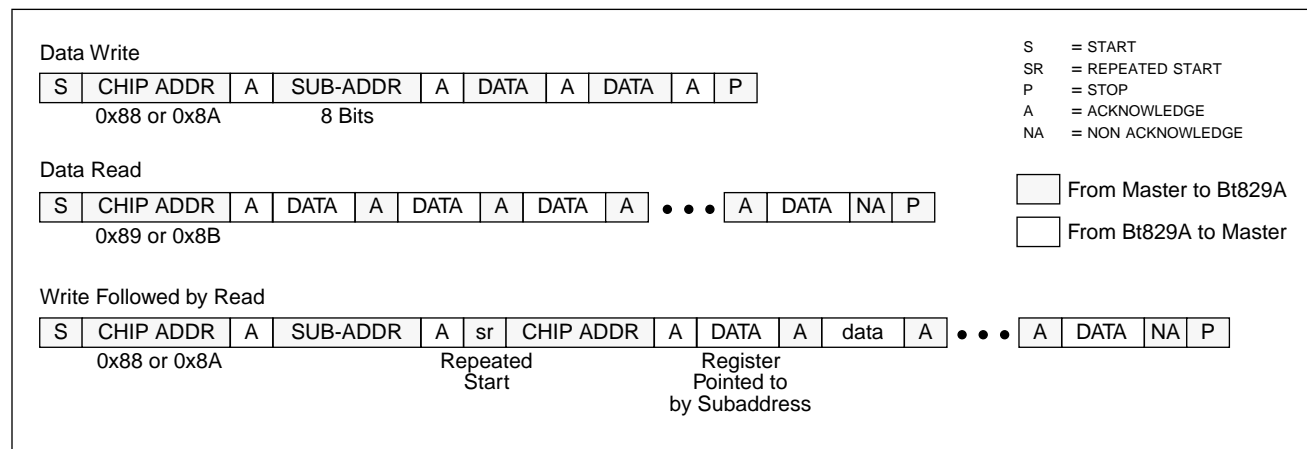 Data Write
S CHIP ADDR A SUB-ADDR A DATA A DATA A P
0x88 or 0x8A 8 Bits
S = START
SR = REPEATED START
P = STOP
A = ACKNOWLEDGE
NA = NON ACKNOWLEDGE
Data Read
S CHIP ADDR A DATA A DATA A DATA A • • • A DATA NA P
0x89 or 0x8B
From Master to Bt829A
From Bt829A to Master
Write Followed by Read
S CHIP ADDR A SUB-ADDR A sr CHIP ADDR A DATA A data A • • • A DATA NA P
0x88 or 0x8A
Repeated
Start
Register
Pointed to
by Subaddress